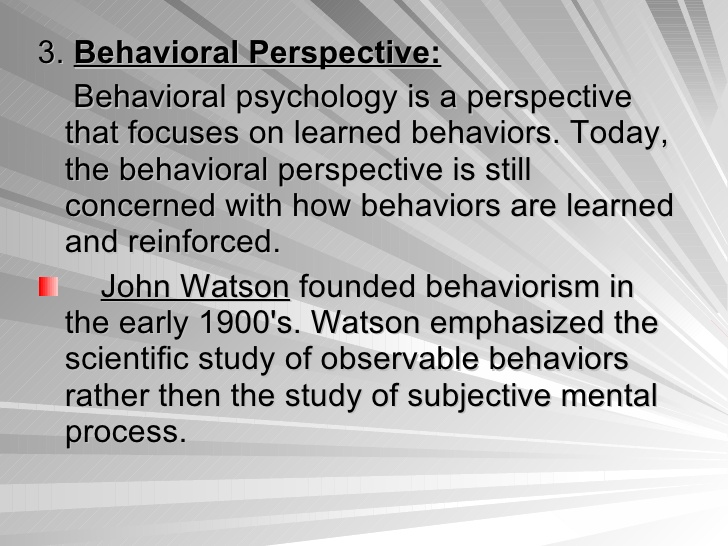 3. Behavioral Perspective:
Behavioral psychology is a perspective
that focuses on learned behaviors. Today,
the behavioral perspective is still
concerned with how behaviors are learned
and reinforced.
John Watson founded behaviorism in
the early 1900's. Watson emphasized the
scientific study of observable behaviors
rather then the study of subjective mental
process.